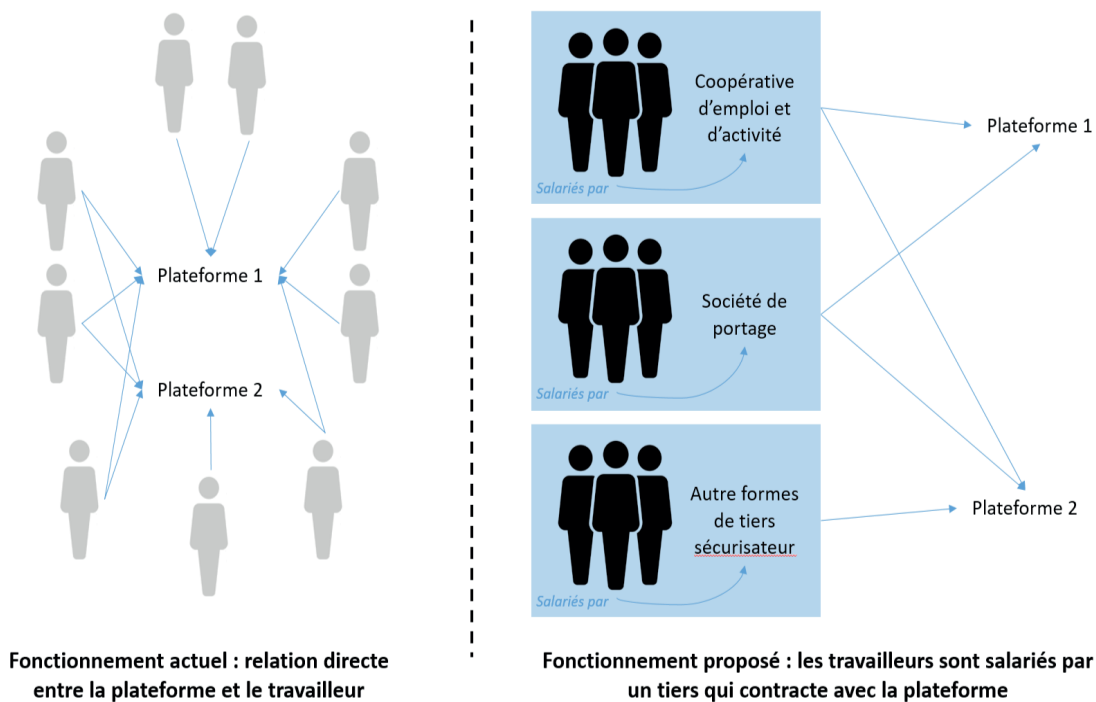 Plateforme 1
Plateforme 2
Fonctionnement actuel : relation directe
entre la plateforme et le travailleur
Coopérative
d'emploi et
d'activité
Salariés par
Société de
portage
Salariés par
Autre formes
de tiers
sécurisateur
Salariés par
Plateforme 1
Plateforme 2
Fonctionnement proposé : les travailleurs sont salariés par
un tiers qui contracte avec la plateforme